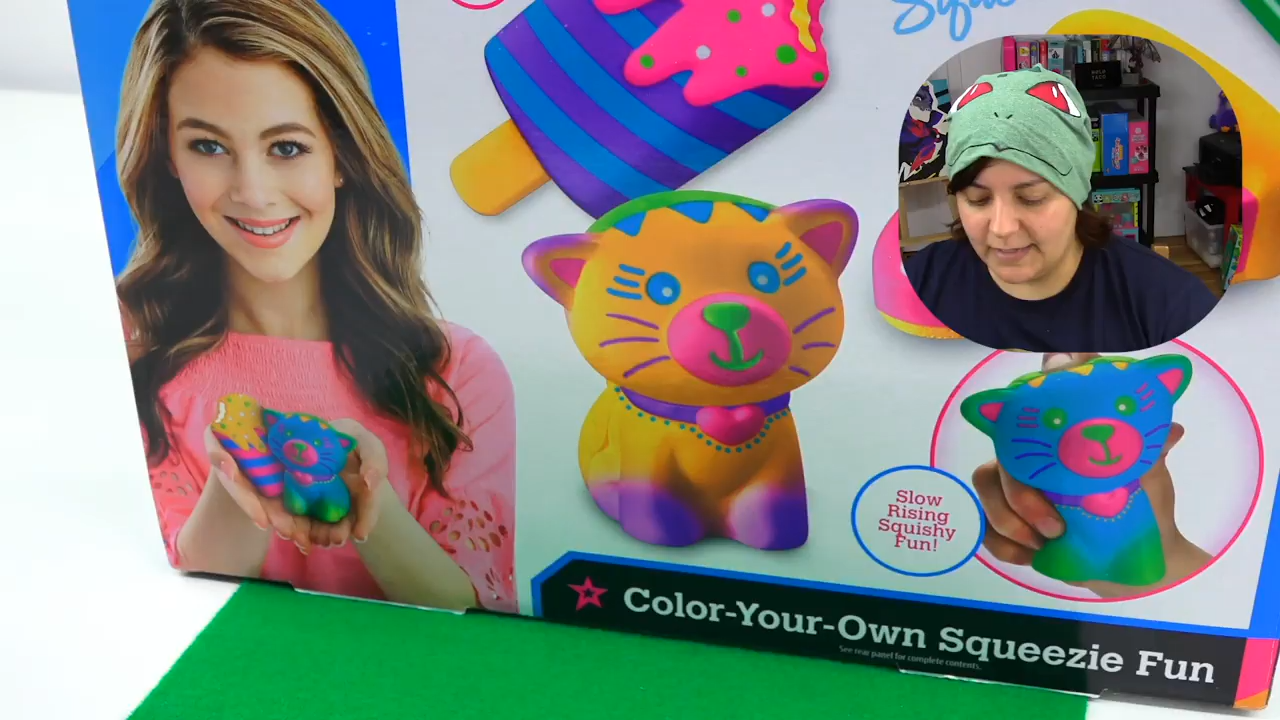 Slow
Rising
Squishy
Fun!
Color-Your-Own Squeezie Fun
See rear panel for complete contents.